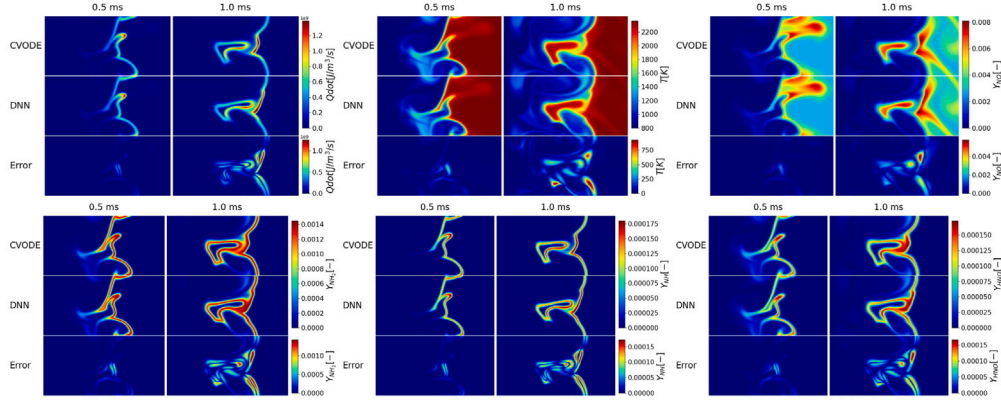 0.5 ms 1.0 ms
CVODE
DNN
Error
1e9
1.2
1.0
0.8
0.6
0.4
0.2
0.0
Qdot[J/m³/s]
1e9
1.0
0.5
0.0
Qdot[J/m³/s]
0.5 ms 1.0 ms
CVODE
DNN
Error
2200
2000
1800
1600
1400
1200
1000
800
T[K]
750
500
250
0
T[K]
0.5 ms 1.0 ms
CVODE
DNN
Error
0.008
0.006
0.004
0.002
0.000
Y_NO[−]
0.004
0.002
0.000
Y_NO[−]
0.5 ms 1.0 ms
CVODE
DNN
Error
0.0014
0.0012
0.0010
0.0008
0.0006
0.0004
0.0002
0.0000
Y_NH₂[−]
0.0010
0.0005
0.0000
Y_NH₂[−]
0.5 ms 1.0 ms
CVODE
DNN
Error
0.000175
0.000150
0.000125
0.000100
0.000075
0.000050
0.000025
0.000000
Y_NH[−]
0.00015
0.00010
0.00005
0.00000
Y_NH[−]
0.5 ms 1.0 ms
CVODE
DNN
Error
0.000150
0.000125
0.000100
0.000075
0.000050
0.000025
0.000000
Y_HNO[−]
0.00015
0.00010
0.00005
0.00000
Y_HNO[−]